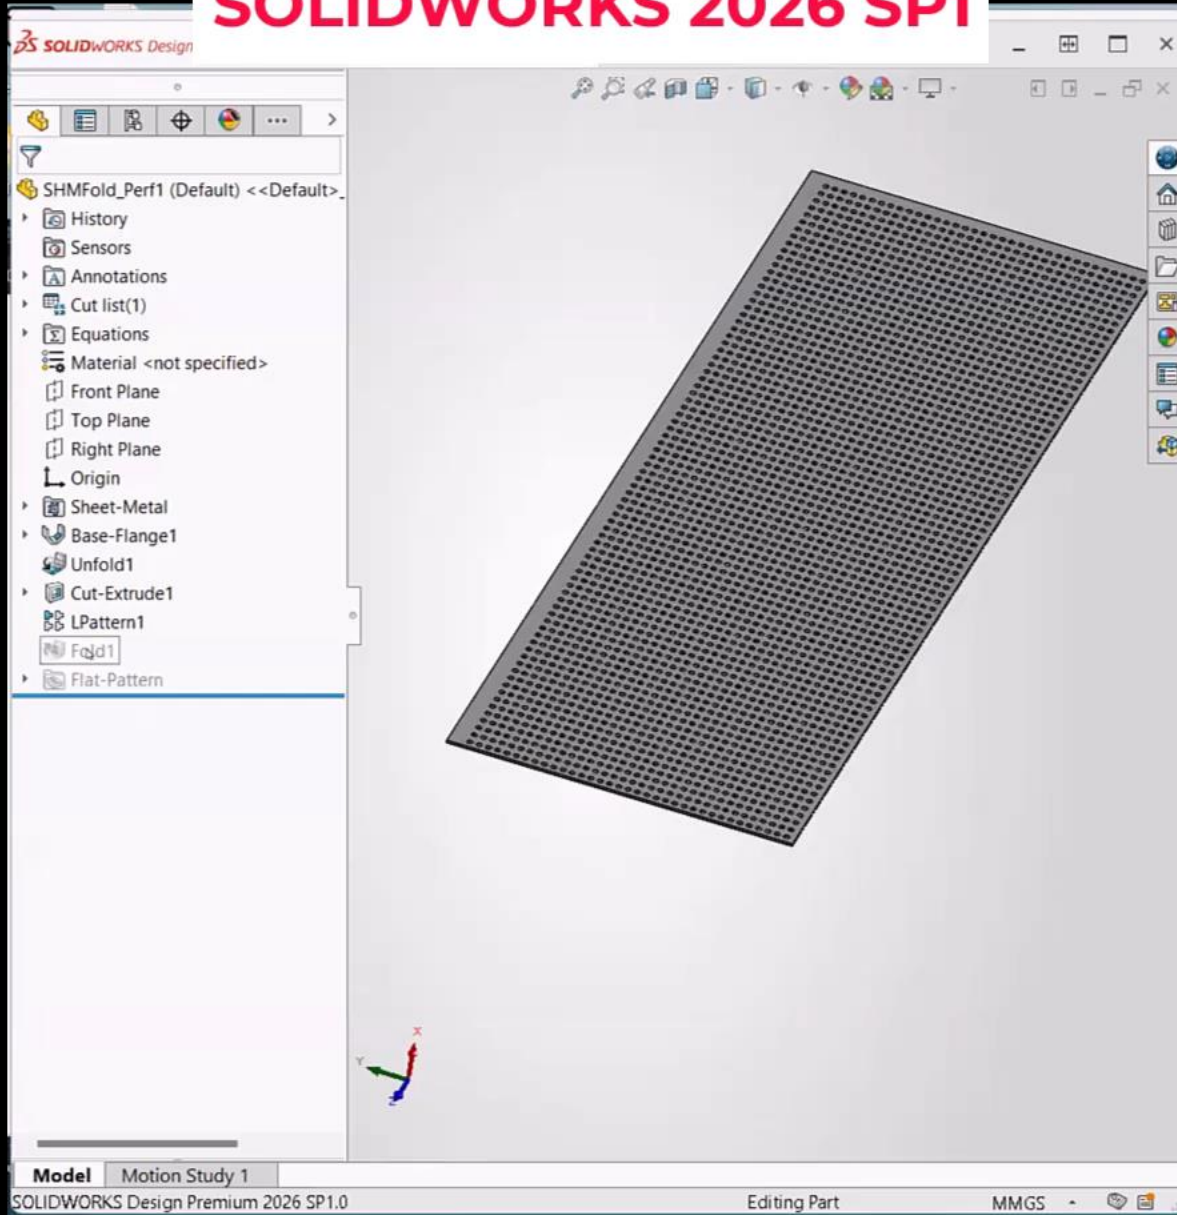 SOLIDWORKS 2026 SP1
SOLIDWORKS Design
SHMFold_Perf1 (Default) <<Default>_
History
Sensors
Annotations
Cut list(1)
Equations
Material <not specified>
Front Plane
Top Plane
Right Plane
Origin
Sheet-Metal
Base-Flange1
Unfold1
Cut-Extrude1
LPattern1
Fold1
Flat-Pattern
X
Y
Z
Model Motion Study 1
SOLIDWORKS Design Premium 2026 SP1.0 Editing Part MMGS